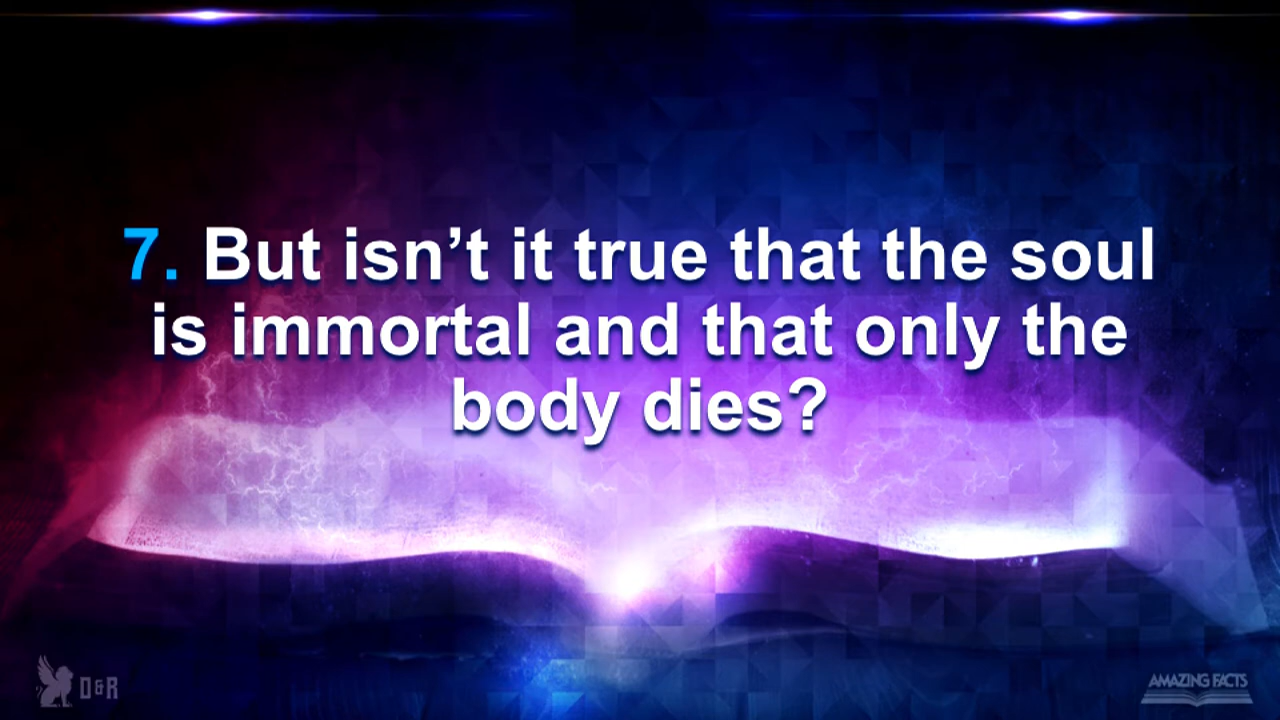 7. But isn’t it true that the soul
is immortal and that only the
body dies?
D&R
AMAZING FACTS